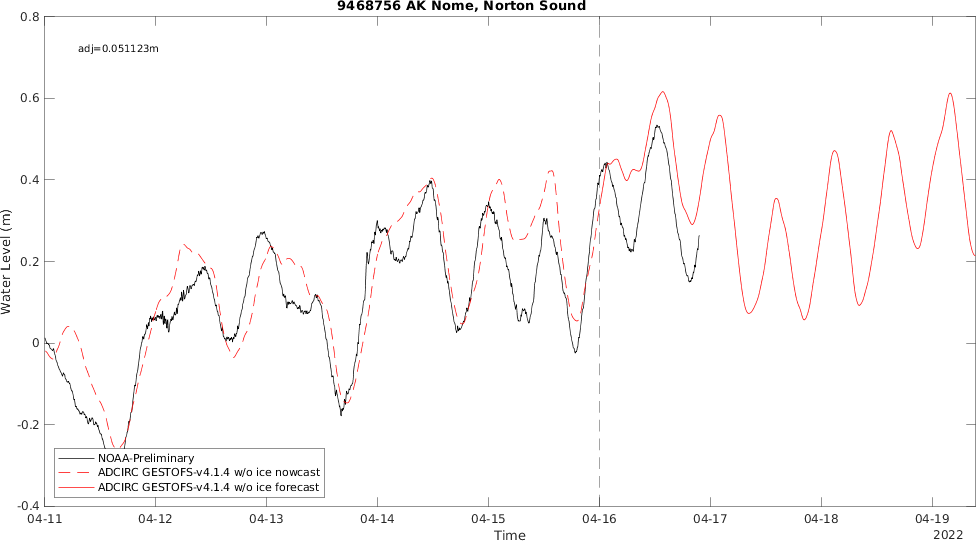 9468756 AK Nome, Norton Sound
adj=0.051123m
Water Level (m)
0.8
0.6
0.4
0.2
0
-0.2
-0.4
NOAA-Preliminary
ADCIRC GESTOFS-v4.1.4 w/o ice nowcast
ADCIRC GESTOFS-v4.1.4 w/o ice forecast
04-11 04-12 04-13 04-14 04-15 04-16 04-17 04-18 04-19
Time
2022